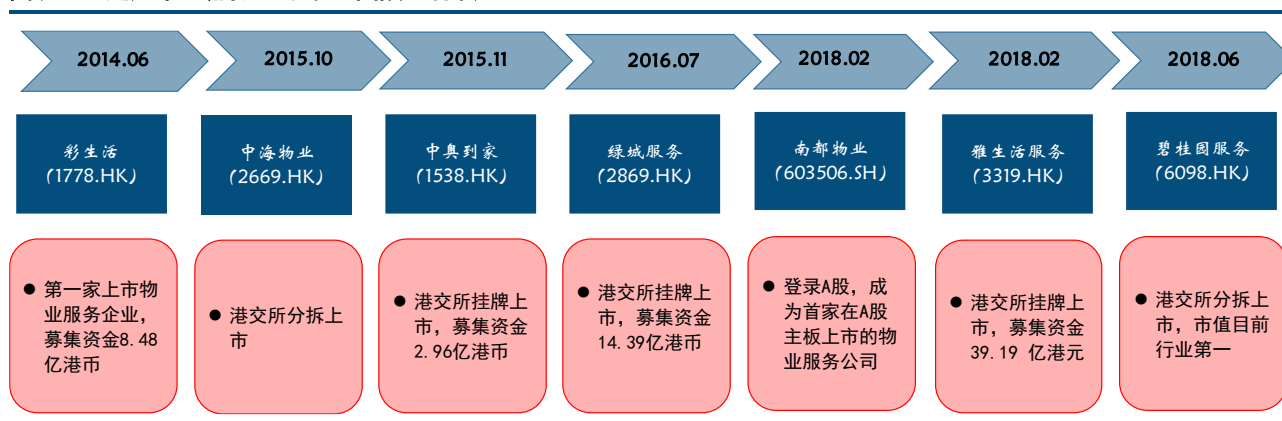 2014.06
2015.10
2015.11
2016.07
2018.02
2018.02
2018.06
彩生活
(1778.HK)
中海物业
(2669.HK)
中奥到家
(1538.HK)
绿城服务
(2869.HK)
南都物业
(603506.SH)
雅生活服务
(3319.HK)
碧桂园服务
(6098.HK)
● 第一家上市物
业服务企业，
募集资金8.48
亿港币
● 港交所分拆上
市
● 港交所挂牌上
市，募集资金
2.96亿港币
● 港交所挂牌上
市，募集资金
14.39亿港币
● 登录A股，成
为首家在A股
主板上市的物
业服务公司
● 港交所挂牌上
市，募集资金
39.19 亿港元
● 港交所分拆上
市，市值目前
行业第一